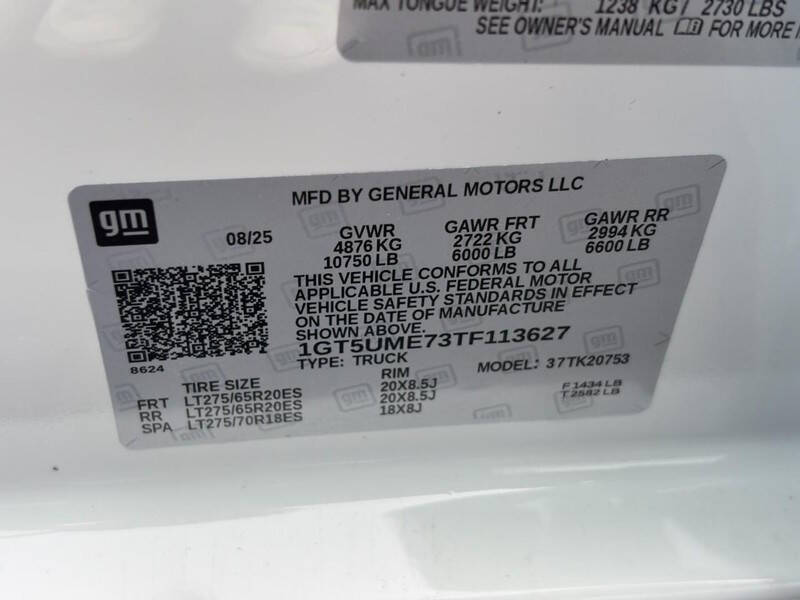 MAX TONGUE WEIGHT: 1238 KG / 2730 LBS
SEE OWNER'S MANUAL FOR MORE
gm
MFD BY GENERAL MOTORS LLC
08/25
GVWR GAWR FRT GAWR RR
4876 KG 2722 KG 2994 KG
10750 LB 6000 LB 6600 LB
THIS VEHICLE CONFORMS TO ALL
APPLICABLE U.S. FEDERAL MOTOR
VEHICLE SAFETY STANDARDS IN EFFECT
ON THE DATE OF MANUFACTURE
SHOWN ABOVE.
8624
1GT5UME73TF113627
TYPE: TRUCK MODEL: 37TK20753
TIRE SIZE RIM
FRT LT275/65R20ES 20X8.5J F 1434 LB
RR LT275/65R20ES 20X8.5J T 2582 LB
SPA LT275/70R18ES 18X8J